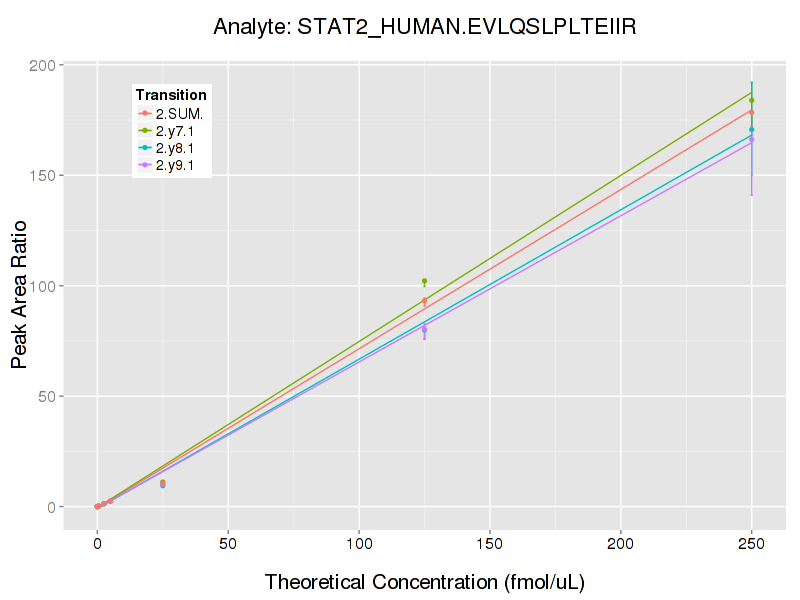 Analyte: STAT2_HUMAN.EVLQSLPLTEIIR
200
150
100
50
0
Peak Area Ratio
Transition
2.SUM.
2.y7.1
2.y8.1
2.y9.1
0 50 100 150 200 250
Theoretical Concentration (fmol/uL)